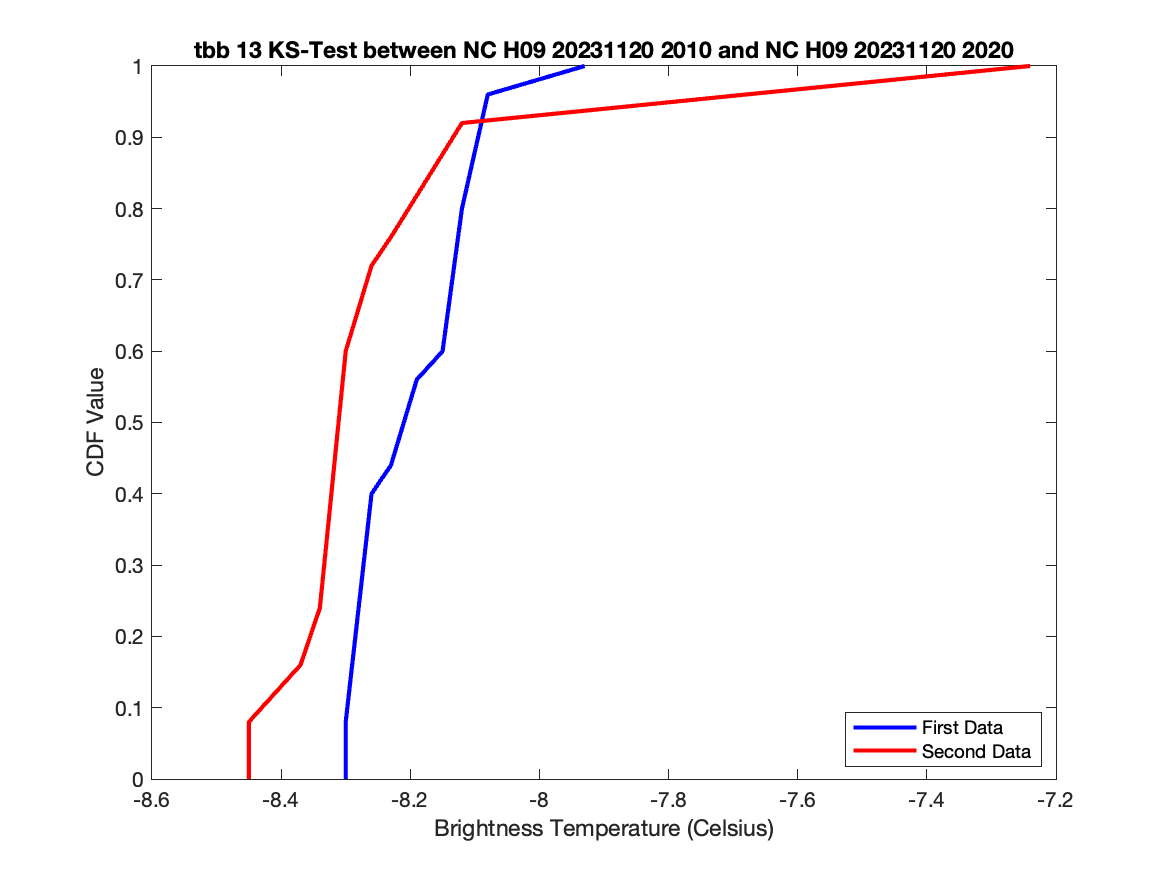 tbb 13 KS-Test between NC H09 20231120 2010 and NC H09 20231120 2020
1
0.9
0.8
0.7
0.6
0.5
0.4
0.3
0.2
0.1
0
CDF Value
First Data
Second Data
-8.6 -8.4 -8.2 -8 -7.8 -7.6 -7.4 -7.2
Brightness Temperature (Celsius)